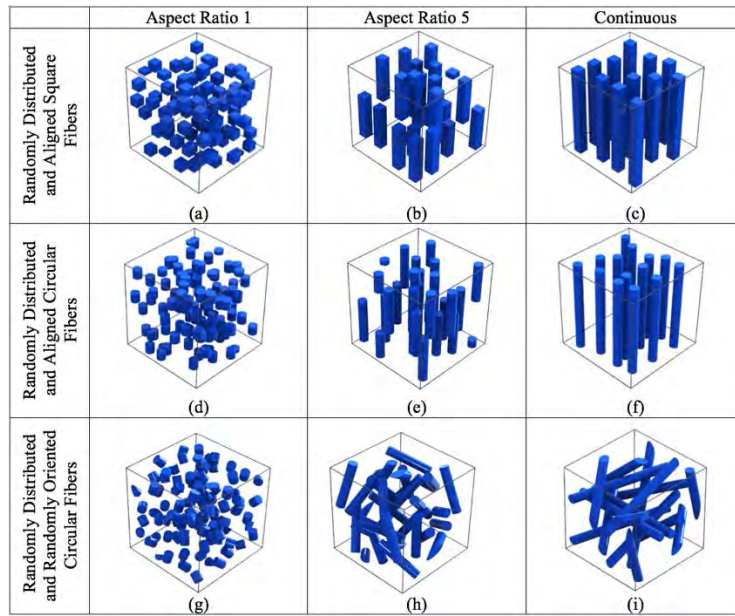 Aspect Ratio 1
Aspect Ratio 5
Continuous
Randomly Distributed
and Aligned Square
Fibers
(a)
(b)
(c)
Randomly Distributed
and Aligned Circular
Fibers
(d)
(e)
(f)
Randomly Distributed
and Randomly Oriented
Circular Fibers
(g)
(h)
(i)